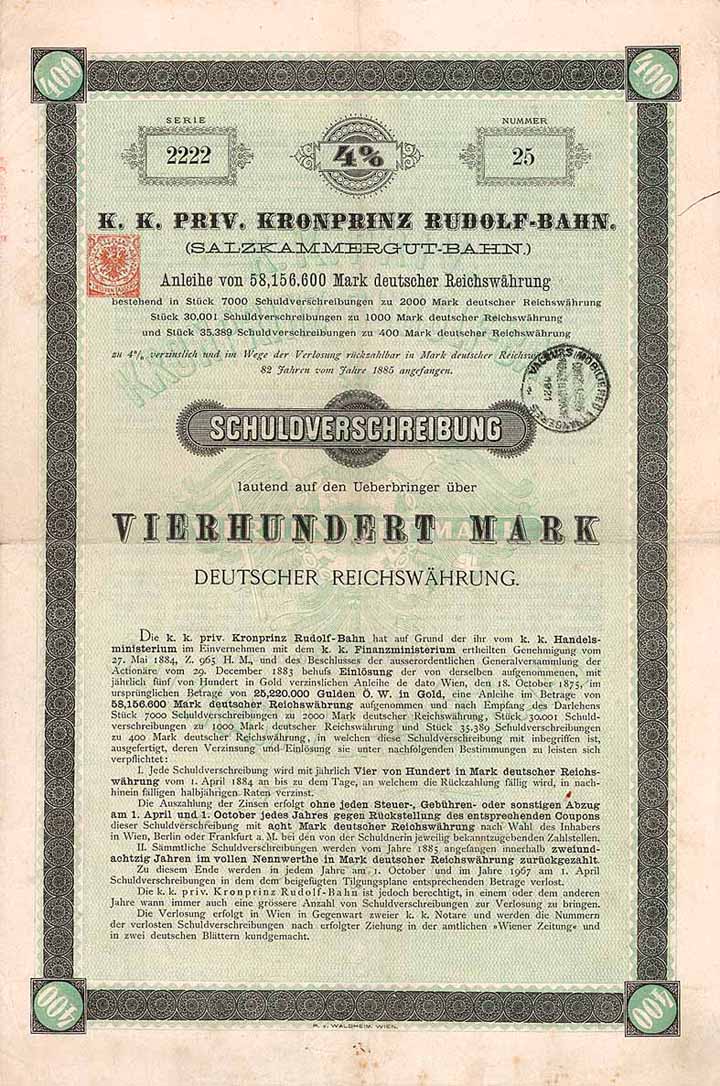 400 400
SERIE NUMMER
2222 4% 25
K. K. PRIV. KRONPRINZ RUDOLF-BAHN.
(SALZKAMMERGUT-BAHN.)
Anleihe von 58,156.600 Mark deutscher Reichswährung
bestehend in Stück 7000 Schuldverschreibungen zu 2000 Mark deutscher Reichswährung
Stück 30.001 Schuldverschreibungen zu 1000 Mark deutscher Reichswährung
und Stück 35.389 Schuldverschreibungen zu 400 Mark deutscher Reichswährung
zu 4% verzinslich und im Wege der Verlosung rückzahlbar in Mark deutscher
82 Jahren vom Jahre 1885 angefangen.
VALEURS MOBILIERES
SCHULDVERSCHREIBUNG
lautend auf den Ueberbringer über
VIERHUNDERT MARK
DEUTSCHER REICHSWÄHRUNG.
Die k. k. priv. Kronprinz Rudolf-Bahn hat auf Grund der ihr vom k. k. Handels-
ministerium im Einvernehmen mit dem k. k. Finanzministerium ertheilten Genehmigung vom
27. Mai 1884, Z. 965 H. M., und des Beschlusses der ausserordentlichen Generalversammlung der
Actionäre vom 29. December 1883 behufs Einlösung der von derselben aufgenommenen, mit
jährlich fünf von Hundert in Gold verzinslichen Anleihe de dato Wien, den 18. October 1875, im
ursprünglichen Betrage von 25,220.000 Gulden Ö. W. in Gold, eine Anleihe im Betrage von
58,156.600 Mark deutscher Reichswährung aufgenommen und nach Empfang des Darlehens
Stück 7000 Schuldverschreibungen zu 2000 Mark deutscher Reichswährung, Stück 30.001 Schuld-
verschreibungen zu 1000 Mark deutscher Reichswährung und Stück 35.389 Schuldverschreibungen
zu 400 Mark deutscher Reichswährung, in welchen diese Schuldverschreibung mit inbegriffen ist,
ausgefertigt, deren Verzinsung und Einlösung sie unter nachfolgenden Bestimmungen zu leisten sich
verpflichtet:
I. Jede Schuldverschreibung wird mit jährlich Vier von Hundert in Mark deutscher Reichs-
währung vom 1. April 1884 an bis zu dem Tage, an welchem die Rückzahlung fällig wird, in nach-
hinein fälligen halbjährigen Raten verzinst.
Die Auszahlung der Zinsen erfolgt ohne jeden Steuer-, Gebühren- oder sonstigen Abzug
am 1. April und 1. October jedes Jahres gegen Rückstellung des entsprechenden Coupons
dieser Schuldverschreibung mit acht Mark deutscher Reichswährung nach Wahl des Inhabers
in Wien, Berlin oder Frankfurt a. M. bei den von der Schuldnerin jeweilig bekanntzugebenden Zahlstellen.
II. Sämmtliche Schuldverschreibungen werden vom Jahre 1885 angefangen innerhalb zweiund-
achtzig Jahren im vollen Nennwerthe in Mark deutscher Reichswährung zurückgezahlt.
Zu diesem Ende werden in jedem Jahre am 1. October und im Jahre 1967 am 1. April
Schuldverschreibungen in dem dem beigefügten Tilgungsplane entsprechenden Betrage verlost.
Die k. k. priv. Kronprinz Rudolf-Bahn ist jedoch berechtigt, in einem oder dem anderen
Jahre wann immer auch eine grössere Anzahl von Schuldverschreibungen zur Verlosung zu bringen.
Die Verlosung erfolgt in Wien in Gegenwart zweier k. k. Notare und werden die Nummern
der verlosten Schuldverschreibungen nach erfolgter Ziehung in der amtlichen »Wiener Zeitung« und
in zwei deutschen Blättern kundgemacht.
400 400
R. v. WALDHEIM, WIEN.